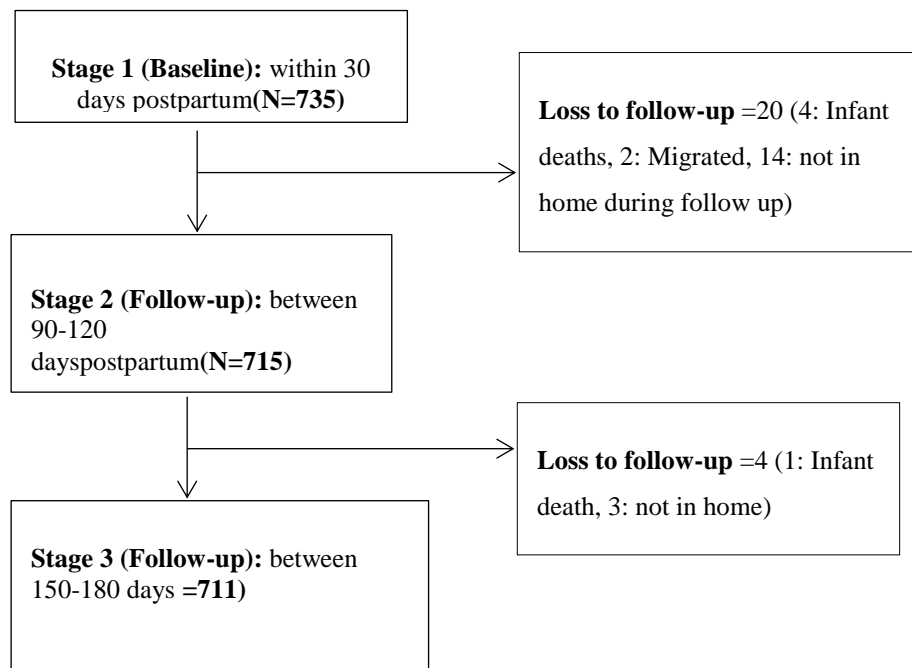 Stage 1 (Baseline): within 30
days postpartum(N=735)
Loss to follow-up =20 (4: Infant
deaths, 2: Migrated, 14: not in
home during follow up)
Stage 2 (Follow-up): between
90-120
dayspostpartum(N=715)
Loss to follow-up =4 (1: Infant
death, 3: not in home)
Stage 3 (Follow-up): between
150-180 days =711)